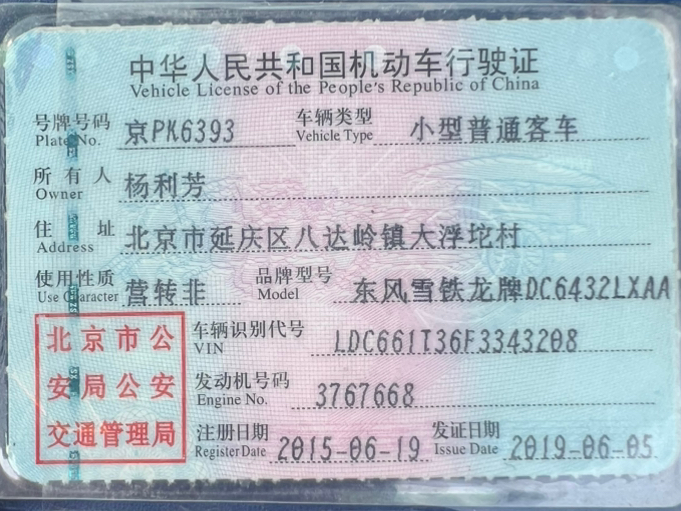 中华人民共和国机动车行驶证
Vehicle License of the People's Republic of China
号牌号码 京PK6393 车辆类型 小型普通客车
Plate No. Vehicle Type
所有人 杨利芳
Owner
住址 北京市延庆区八达岭镇大浮坨村
Address
使用性质 营转非 品牌型号 东风雪铁龙牌DC6432LXAA
Use Character Model
北京市公安局公安交通管理局
车辆识别代号 LDC661T36F3343208
VIN
发动机号码 3767668
Engine No.
注册日期 2015-06-19 发证日期 2019-06-05
Register Date Issue Date